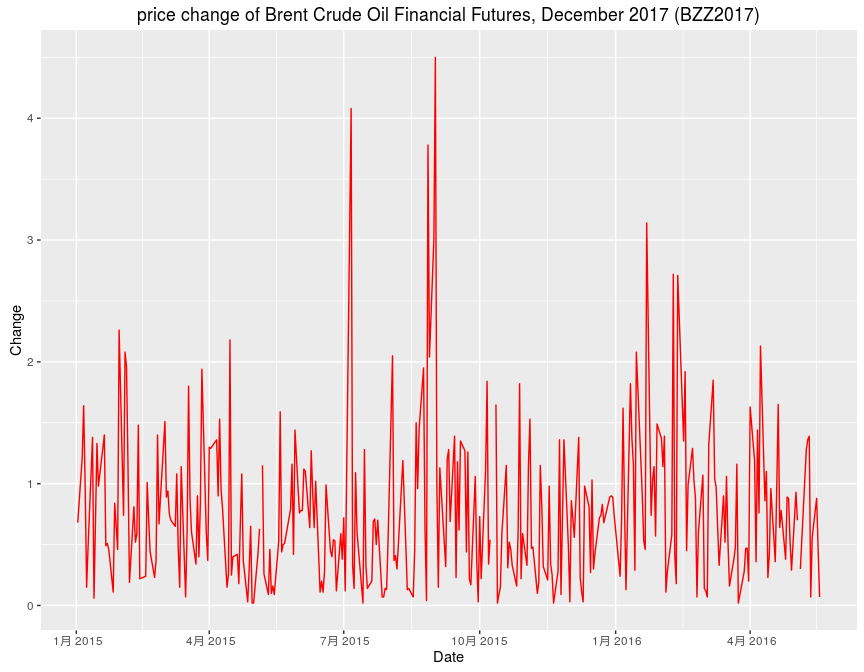 price change of Brent Crude Oil Financial Futures, December 2017 (BZZ2017)
Change
4
3
2
1
0
1月 2015 4月 2015 7月 2015 10月 2015 1月 2016 4月 2016
Date